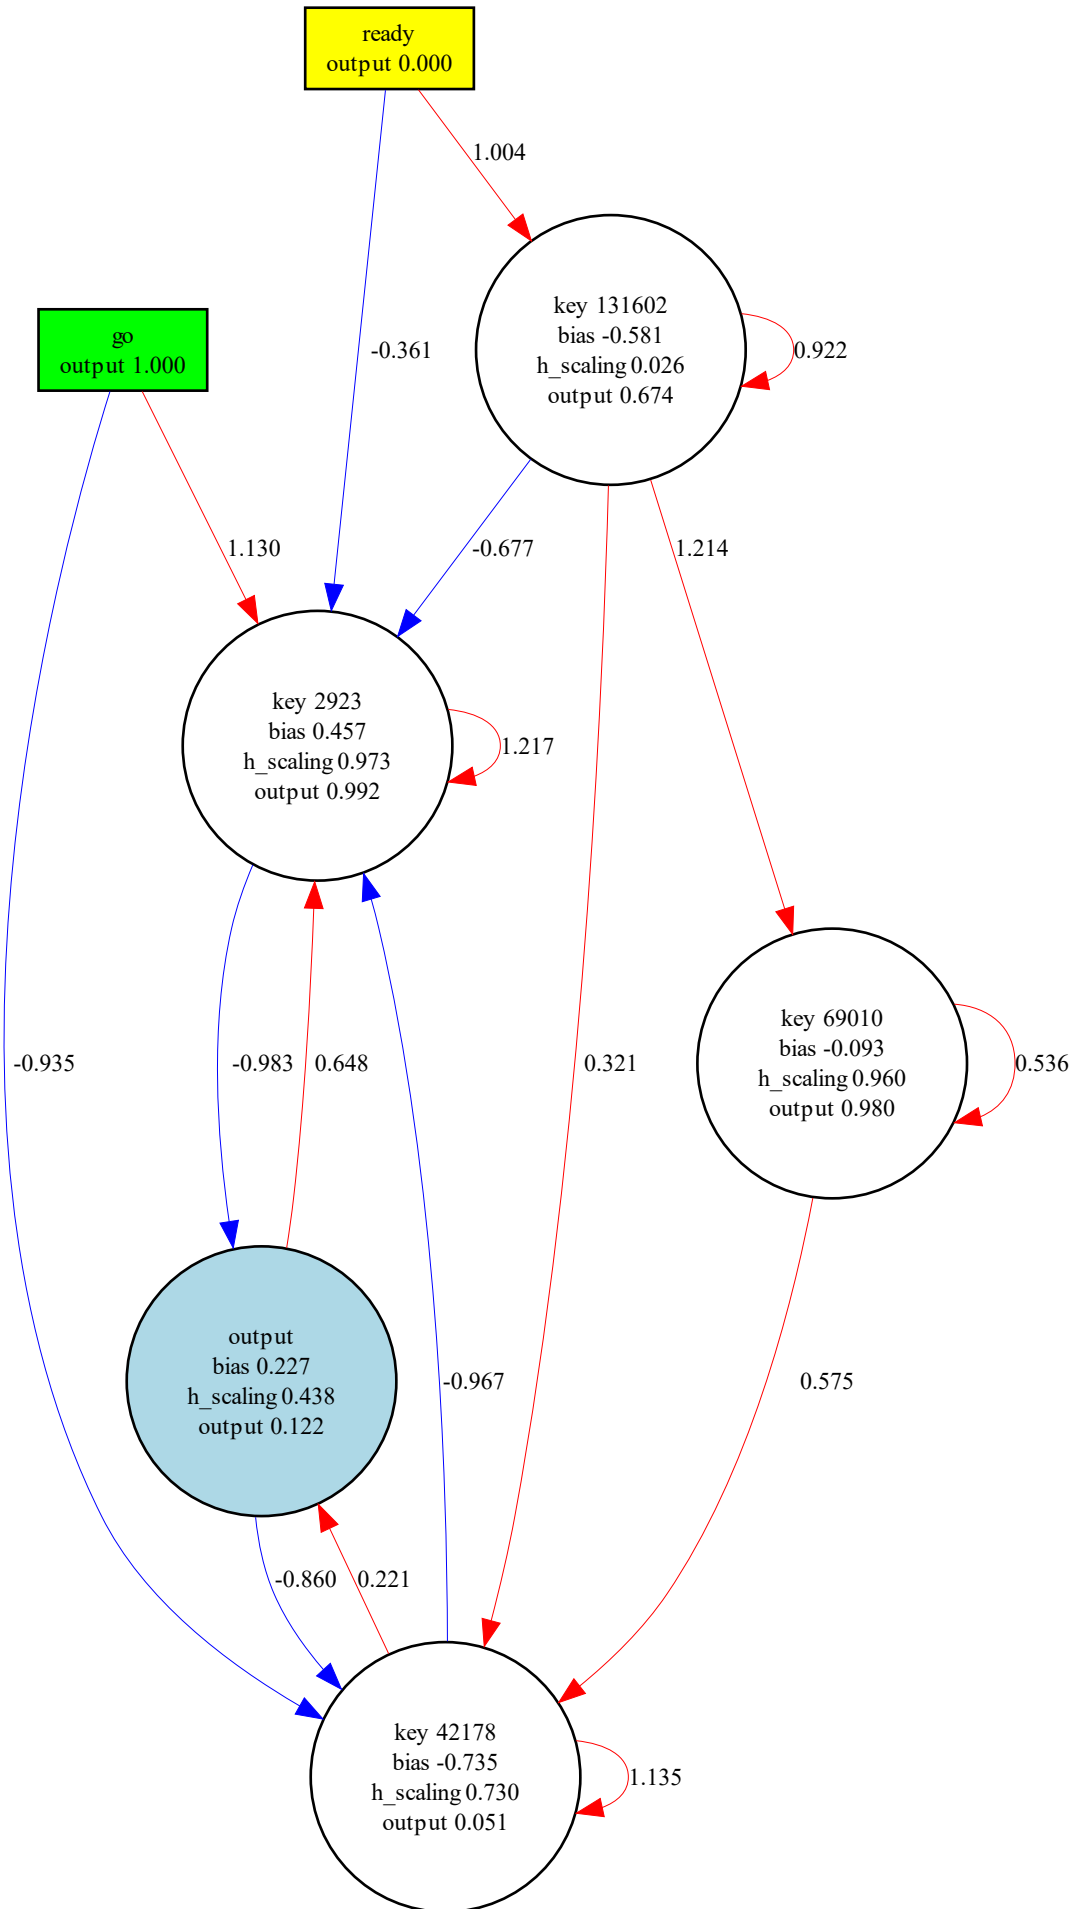 ready
output 0.000
1.004
key 131602
bias -0.581
h_scaling 0.026
output 0.674
0.922
go
output 1.000
-0.361
1.130
-0.677
1.214
key 2923
bias 0.457
h_scaling 0.973
output 0.992
1.217
key 69010
bias -0.093
h_scaling 0.960
output 0.980
0.536
-0.935
-0.983
0.648
0.321
output
bias 0.227
h_scaling 0.438
output 0.122
-0.967
0.575
-0.860
0.221
key 42178
bias -0.735
h_scaling 0.730
output 0.051
1.135